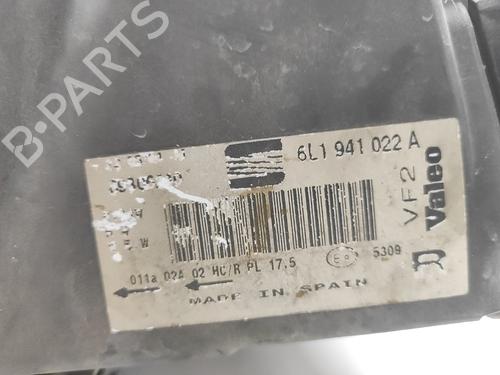 6L1 941 022 A
VF2
Valeo
W
011a 024 02 HC/R PL 17,5
5309
MADE IN SPAIN
B-PARTS